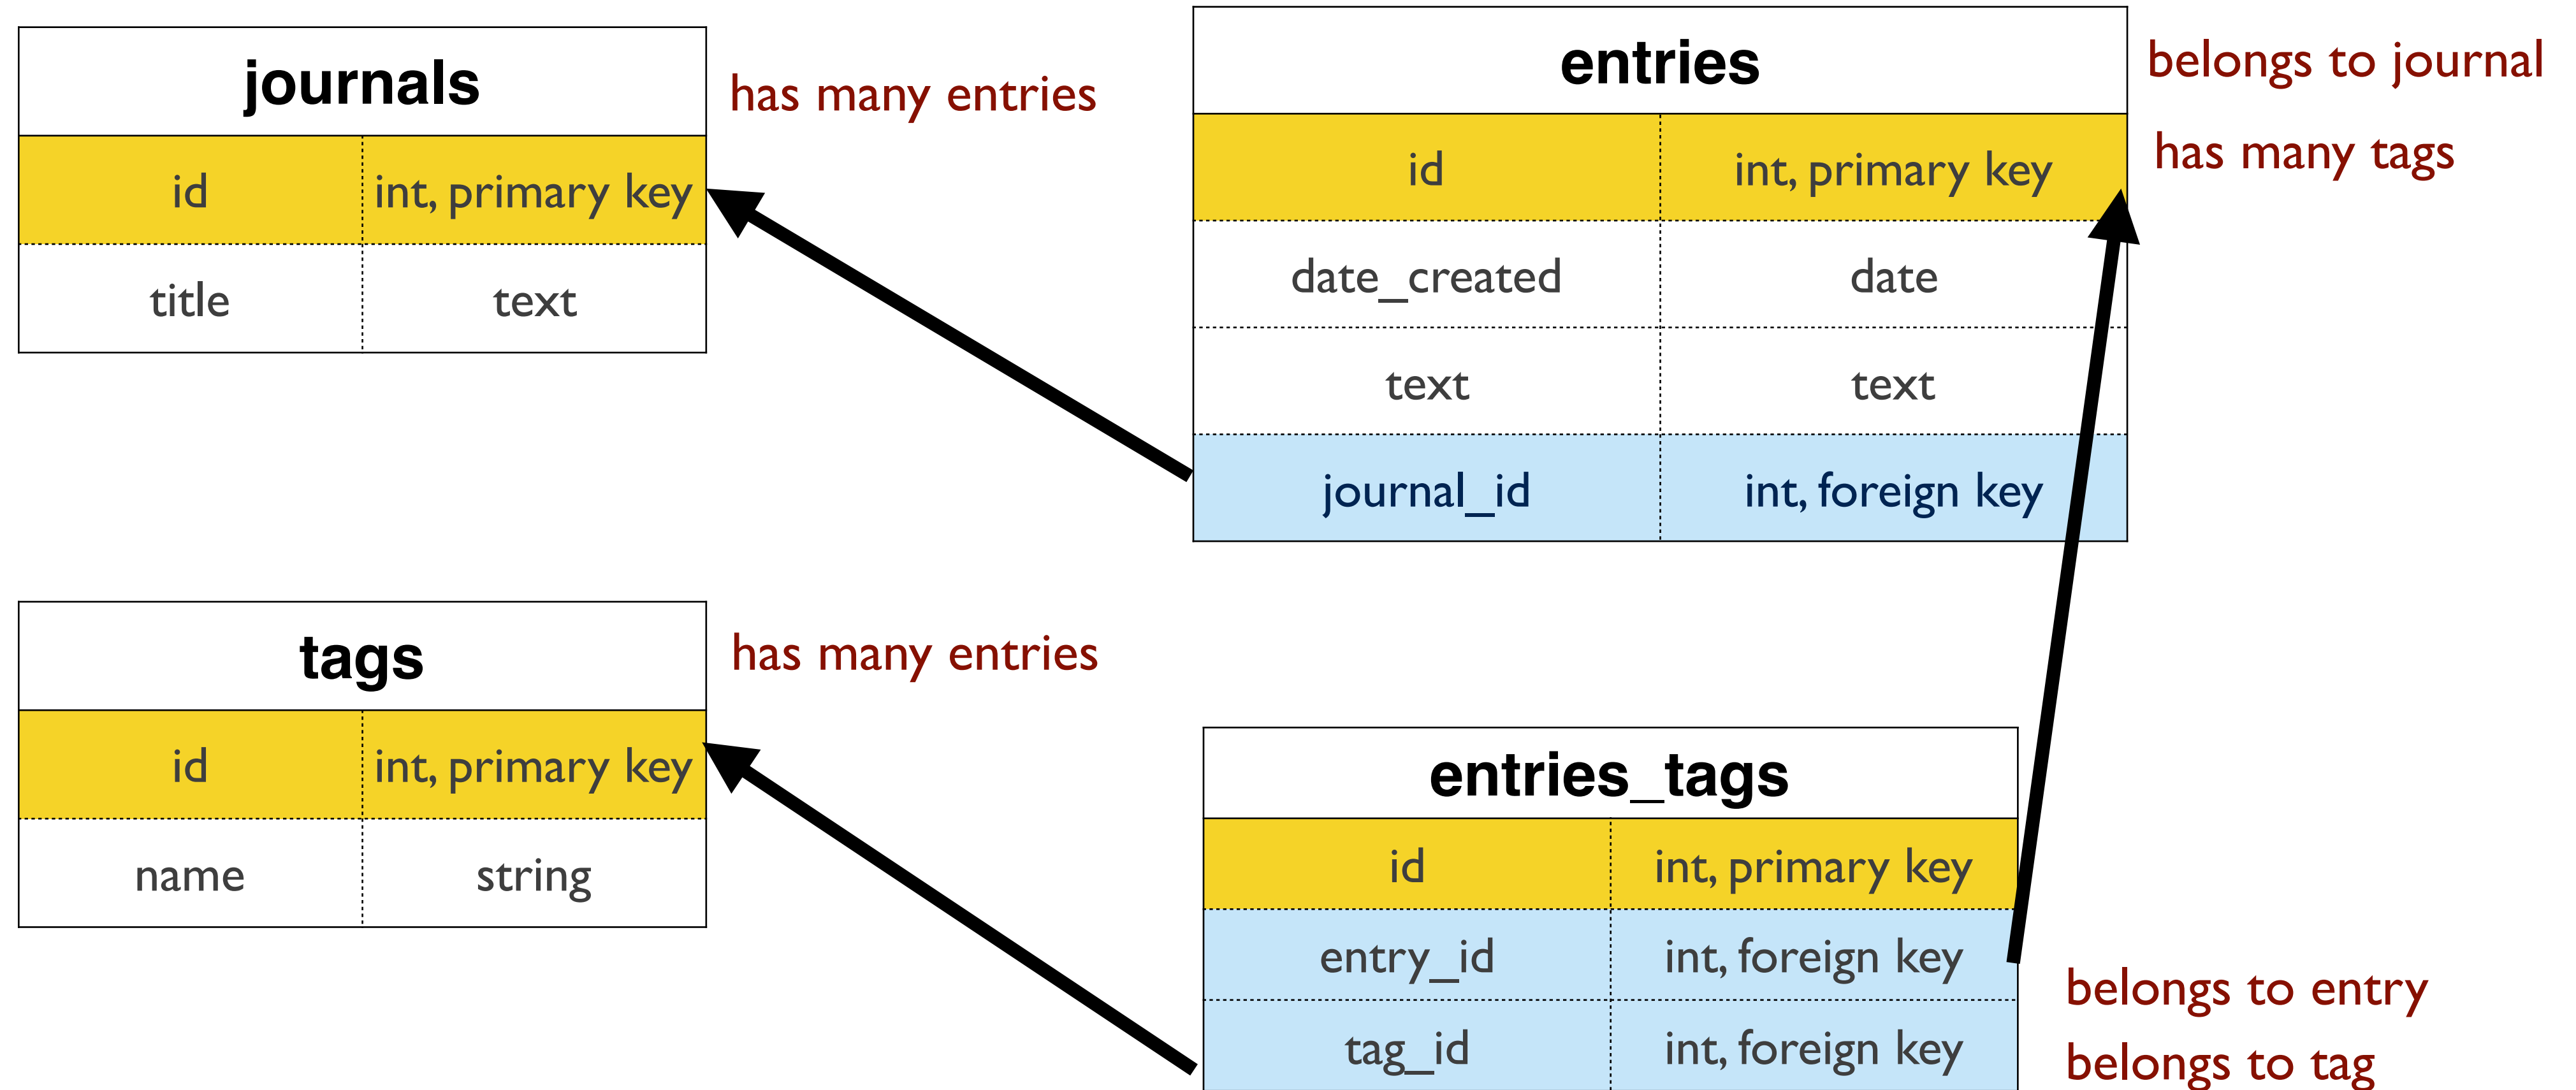 journals
has many entries
id int, primary key
title text
entries
belongs to journal
has many tags
id int, primary key
date_created date
text text
journal_id int, foreign key
tags
has many entries
id int, primary key
name string
entries_tags
id int, primary key
entry_id int, foreign key
tag_id int, foreign key
belongs to entry
belongs to tag